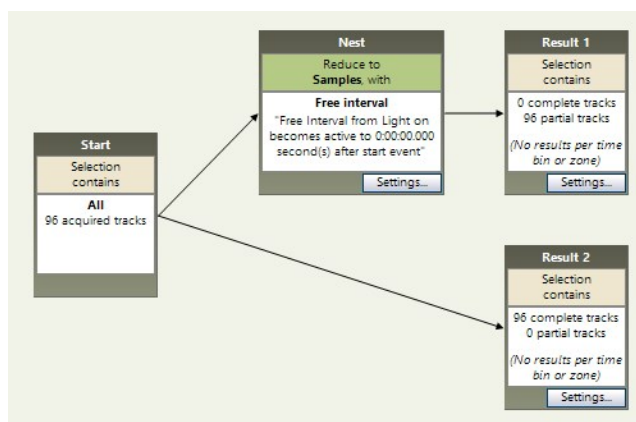 Nest
Reduce to
Samples, with
Free interval
"Free Interval from Light on
becomes active to 0:00:00.000
second(s) after start event"
Settings...
Result 1
Selection
contains
0 complete tracks
96 partial tracks
(No results per time
bin or zone)
Settings...
Start
Selection
contains
All
96 acquired tracks
Result 2
Selection
contains
96 complete tracks
0 partial tracks
(No results per time
bin or zone)
Settings...